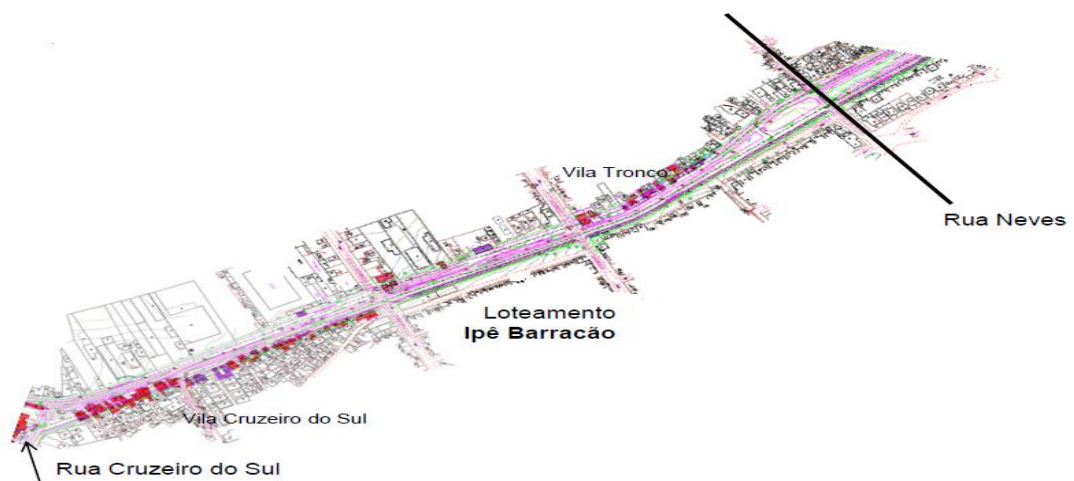 Vila Tronco
Rua Neves
Loteamento
Ipê Barracão
Vila Cruzeiro do Sul
Rua Cruzeiro do Sul